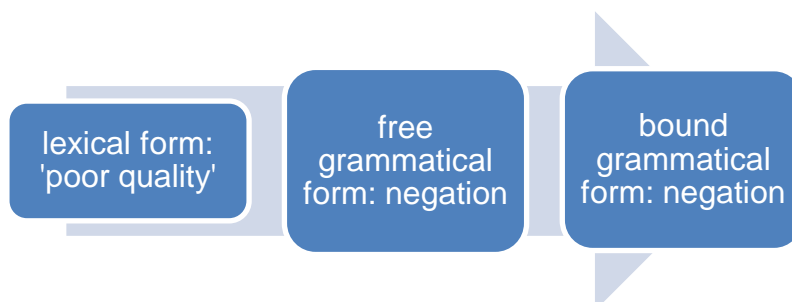 lexical form:
'poor quality'
free
grammatical
form: negation
bound
grammatical
form: negation